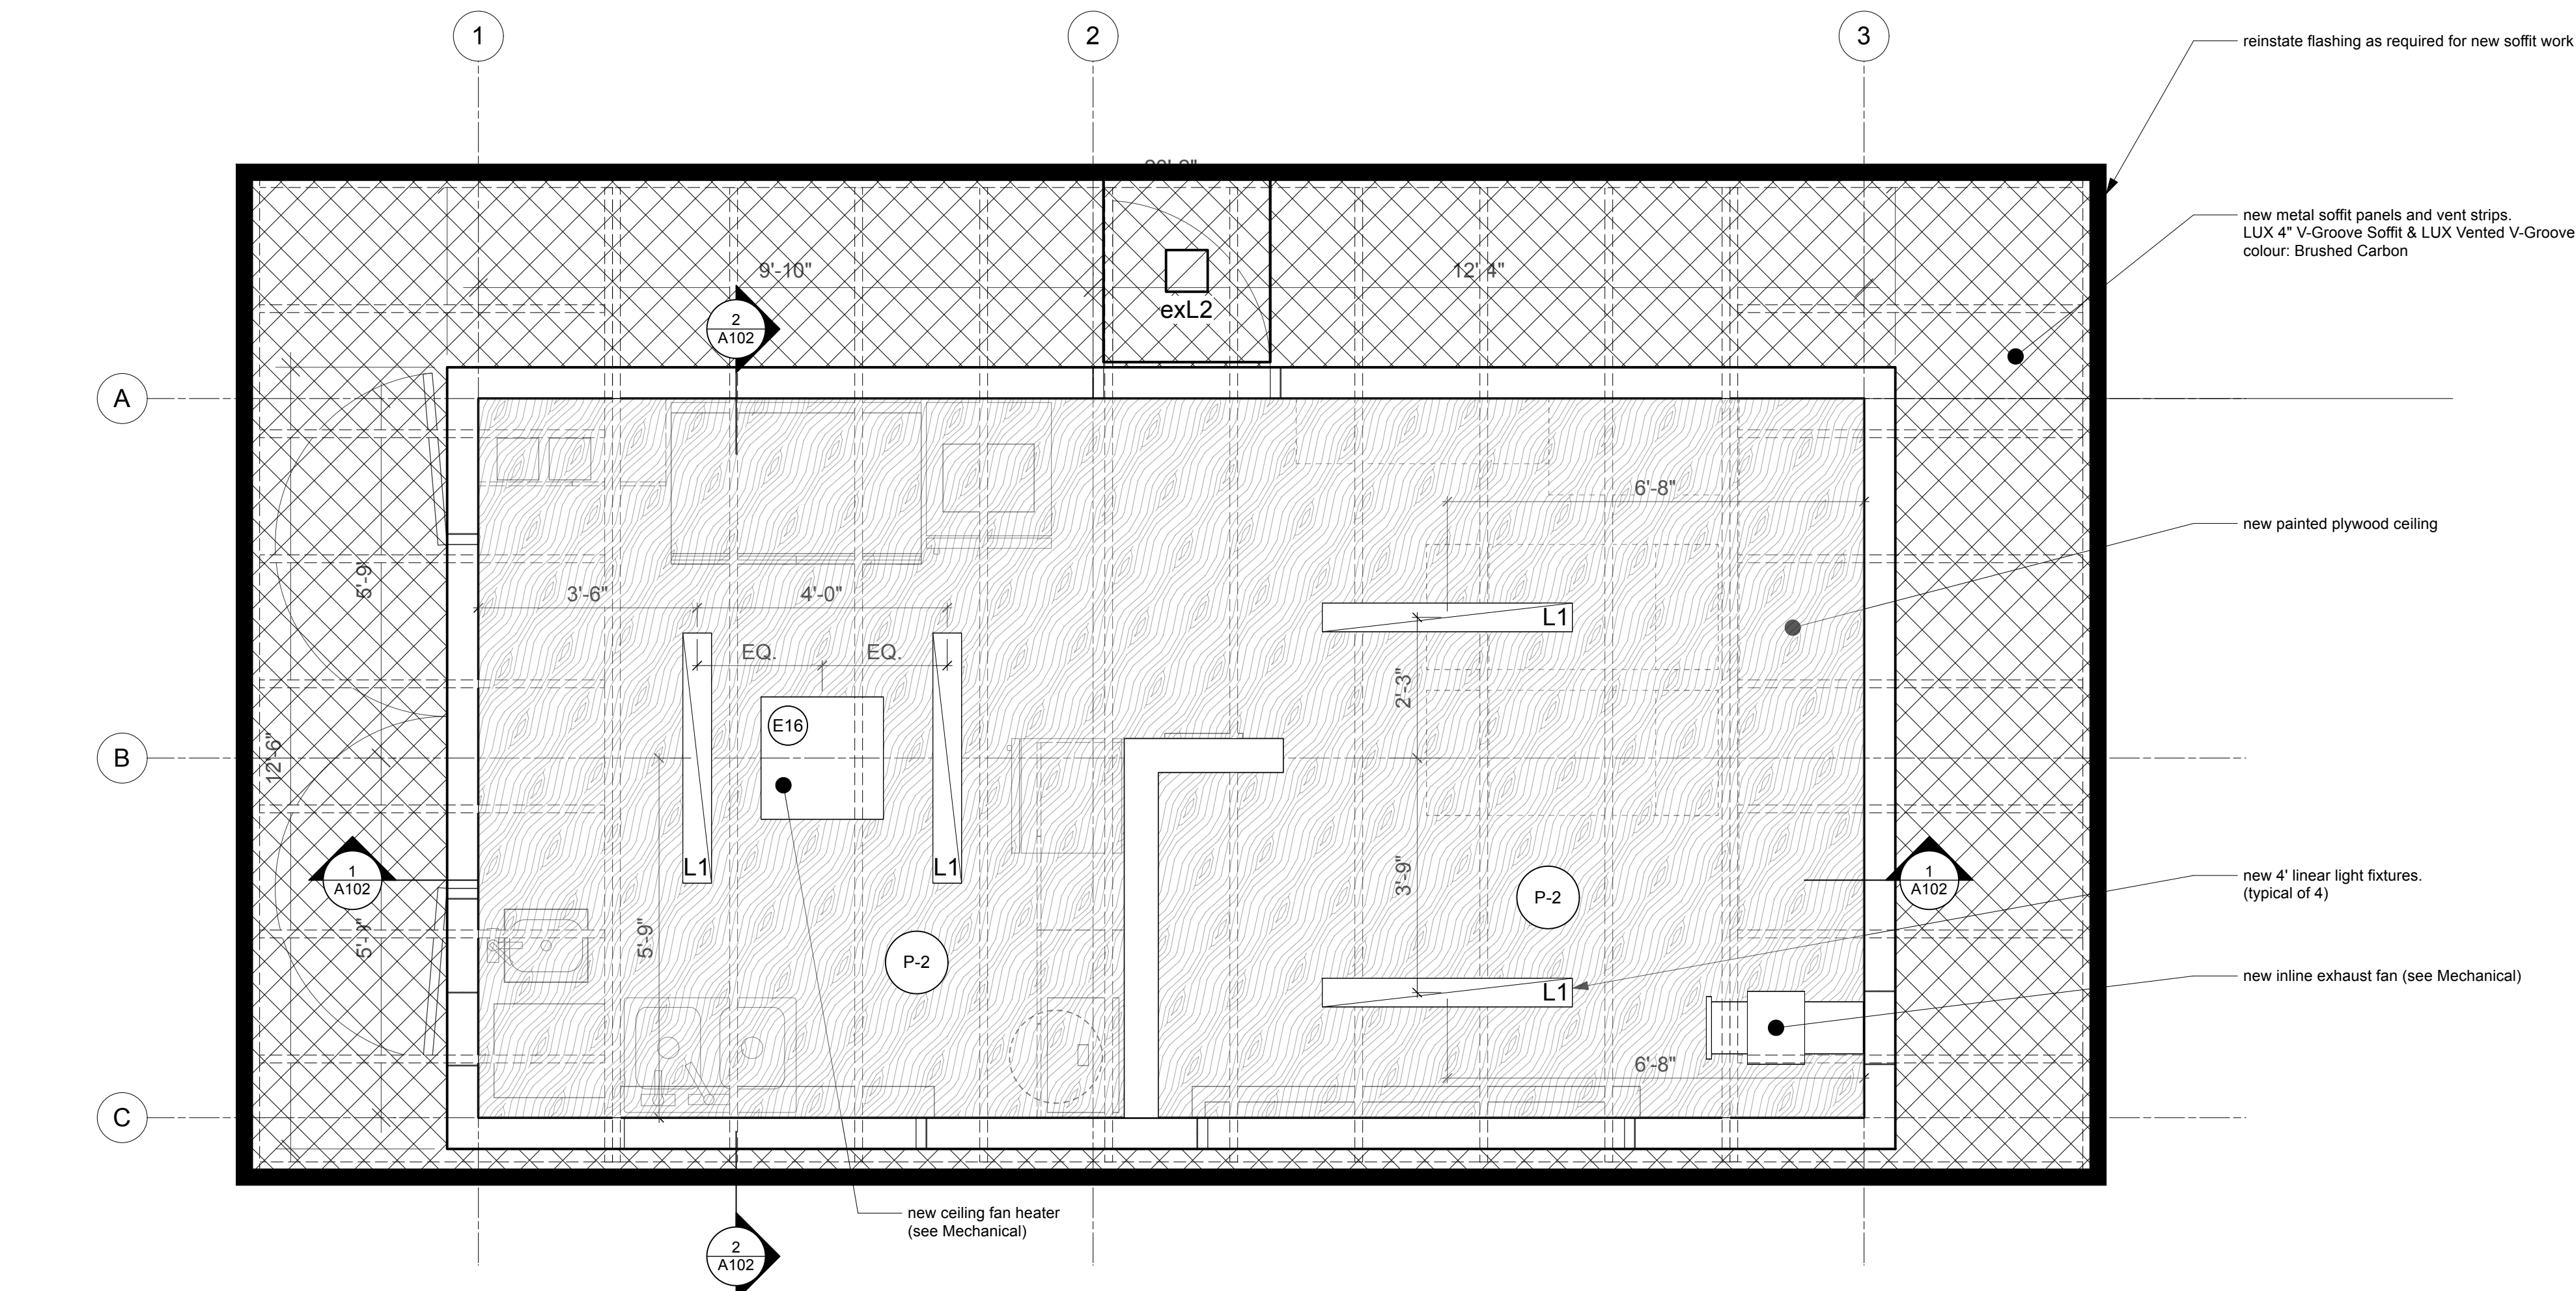 1
2
3
reinstate flashing as required for new soffit work
new metal soffit panels and vent strips.
LUX 4" V-Groove Soffit & LUX Vented V-Groove
colour: Brushed Carbon
9'-10"
12'-4"
exL2
2
A102
A
6'-8"
new painted plywood ceiling
5'-9"
3'-6"
4'-0"
L1
EQ.
EQ.
2'-3"
E16
B
12'-6"
L1
L1
1
A102
3'-9"
1
A102
new 4' linear light fixtures.
(typical of 4)
P-2
5'-9"
P-2
L1
new inline exhaust fan (see Mechanical)
6'-8"
C
new ceiling fan heater
(see Mechanical)
2
A102